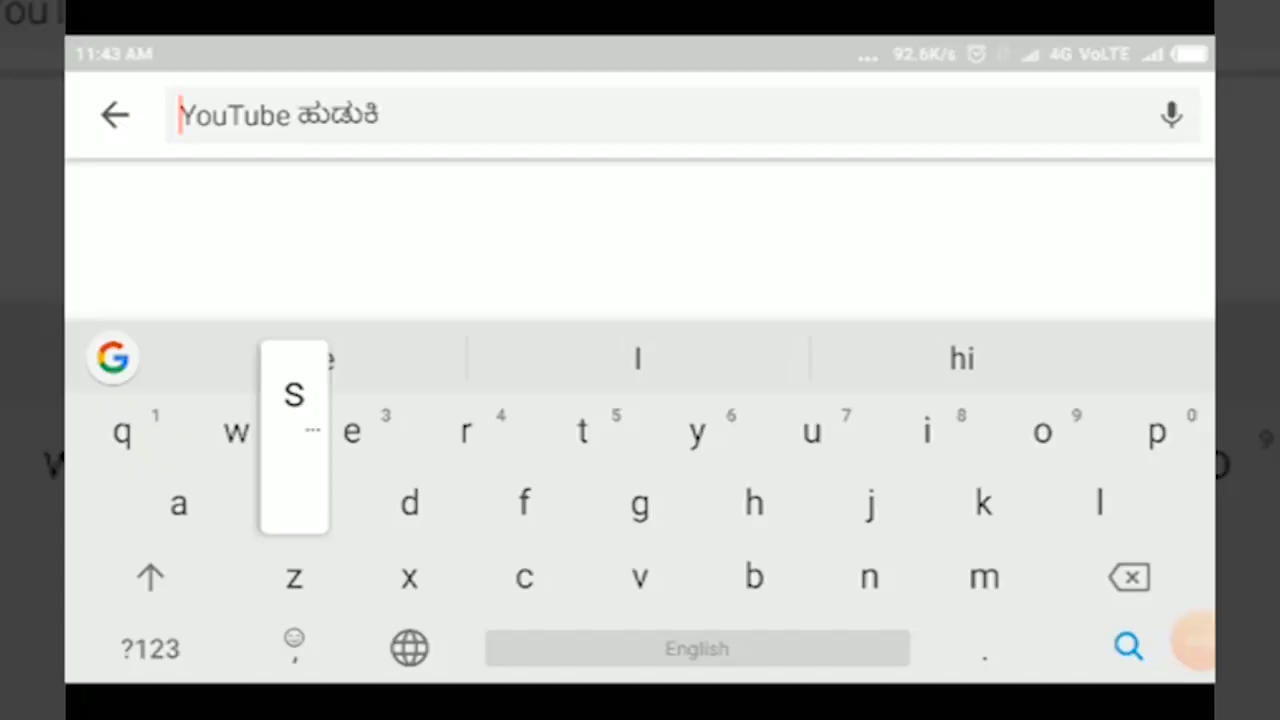 11:43 AM ... 92.6K/s 4G VoLTE
YouTube ಹುಡುಕಿ
I hi
S
q 1 w e 3 r 4 t 5 y 6 u 7 i 8 o 9 p 0
a d f g h j k l
z x c v b n m
?123 , English .